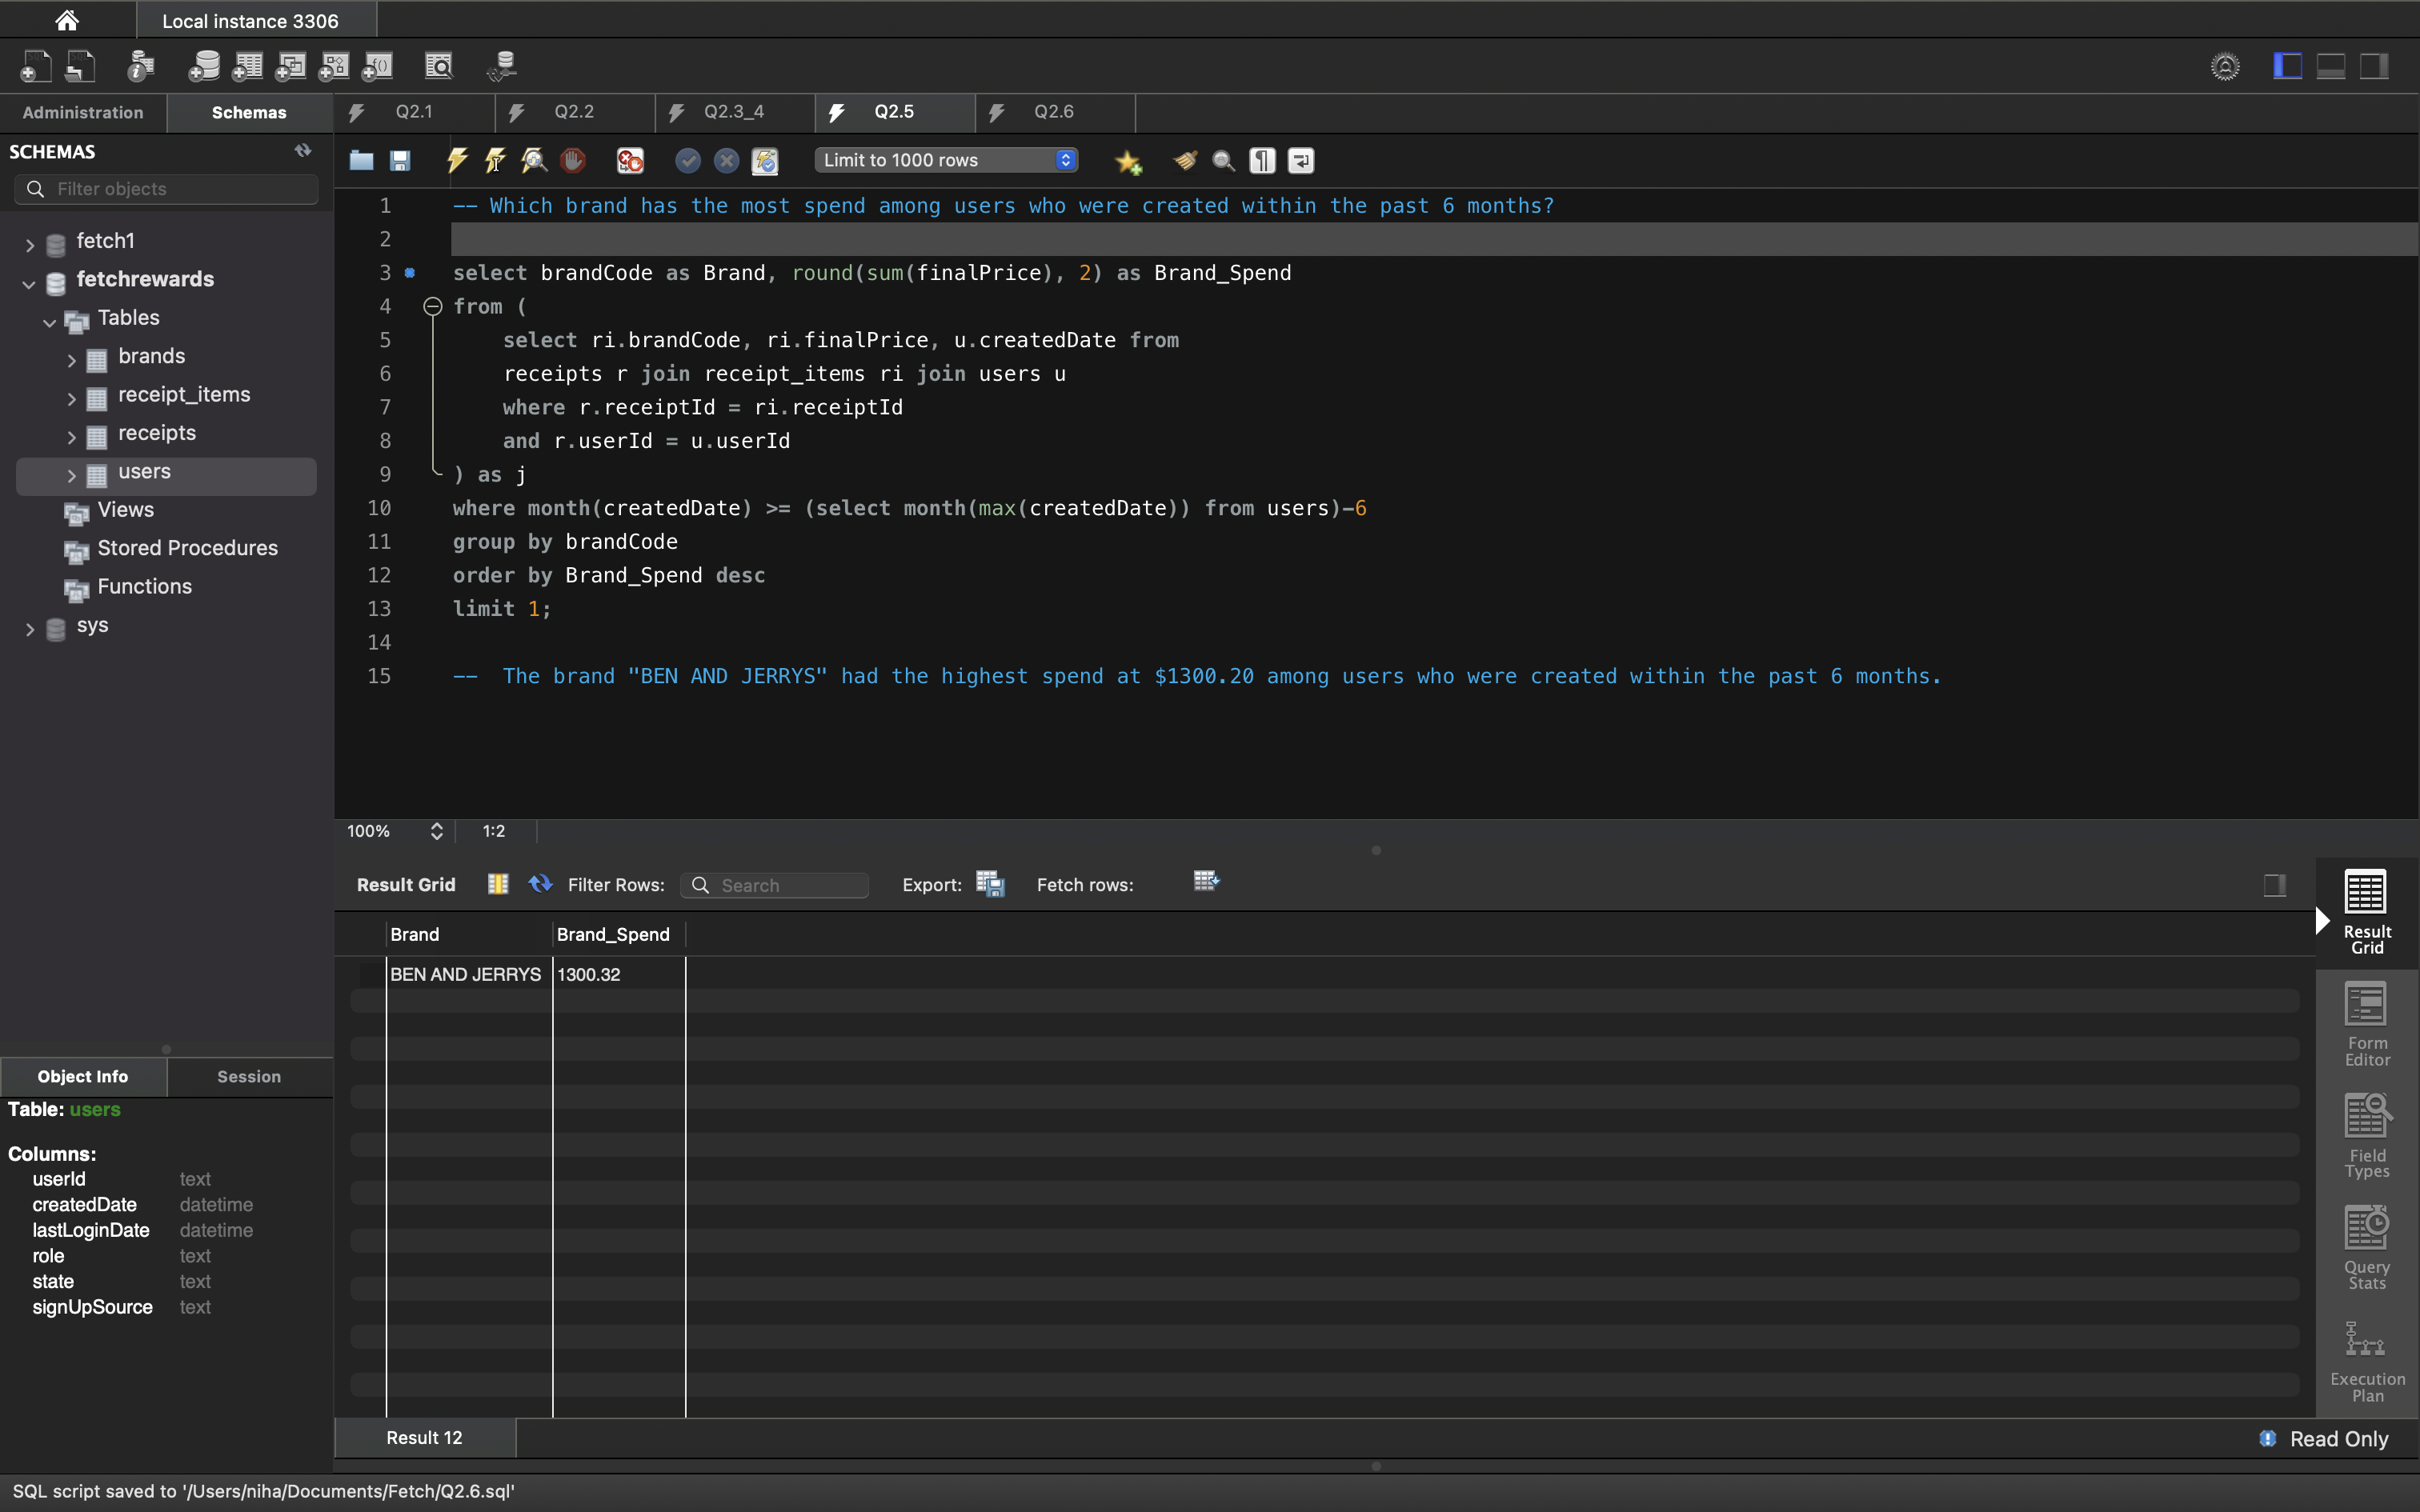 Local instance 3306
Administration
Schemas
Q2.1
Q2.2
Q2.3_4
Q2.5
Q2.6
SCHEMAS
Filter objects
fetch1
fetchrewards
Tables
brands
receipt_items
receipts
users
Views
Stored Procedures
Functions
sys
Limit to 1000 rows
1 -- Which brand has the most spend among users who were created within the past 6 months?
2
3 select brandCode as Brand, round(sum(finalPrice), 2) as Brand_Spend
4 from (
5 select ri.brandCode, ri.finalPrice, u.createdDate from
6 receipts r join receipt_items ri join users u
7 where r.receiptId = ri.receiptId
8 and r.userId = u.userId
9 ) as j
10 where month(createdDate) >= (select month(max(createdDate)) from users)-6
11 group by brandCode
12 order by Brand_Spend desc
13 limit 1;
14
15 --  The brand "BEN AND JERRYS" had the highest spend at $1300.20 among users who were created within the past 6 months.
100%
1:2
Result Grid
Filter Rows:
Search
Export:
Fetch rows:
Brand
Brand_Spend
BEN AND JERRYS
1300.32
Result
Grid
Form
Editor
Field
Types
Query
Stats
Execution
Plan
Object Info
Session
Table: users
Columns:
userId text
createdDate datetime
lastLoginDate datetime
role text
state text
signUpSource text
Result 12
Read Only
SQL script saved to '/Users/niha/Documents/Fetch/Q2.6.sql'